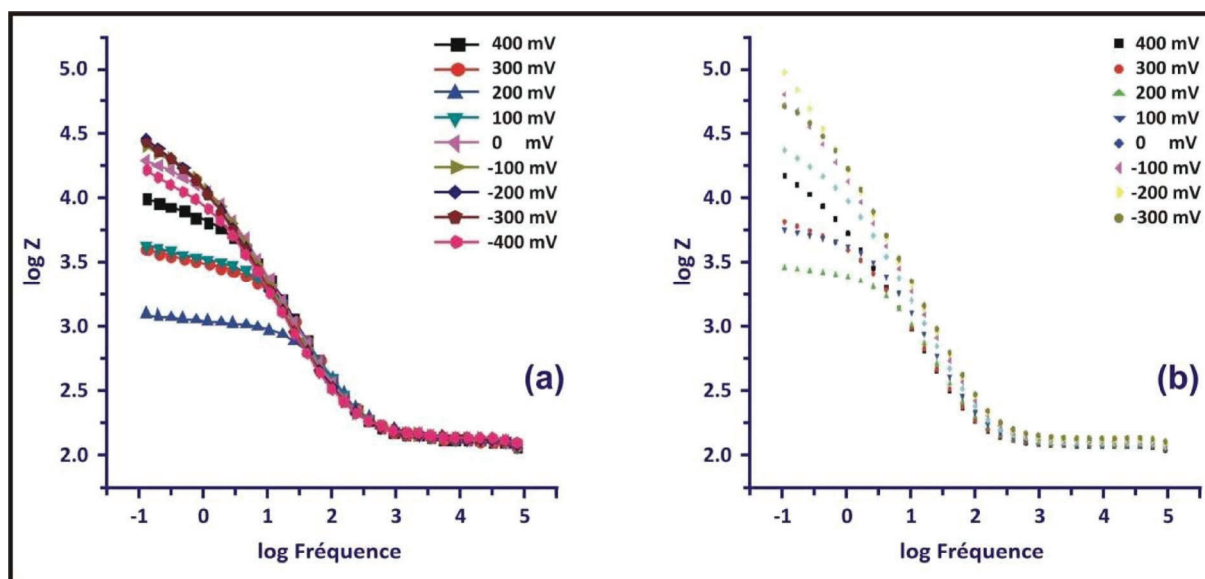 log Z
5.0
4.5
4.0
3.5
3.0
2.5
2.0
-1 0 1 2 3 4 5
log Fréquence
400 mV
300 mV
200 mV
100 mV
0 mV
-100 mV
-200 mV
-300 mV
-400 mV
(a)
log Z
5.0
4.5
4.0
3.5
3.0
2.5
2.0
-1 0 1 2 3 4 5
log Fréquence
400 mV
300 mV
200 mV
100 mV
0 mV
-100 mV
-200 mV
-300 mV
(b)